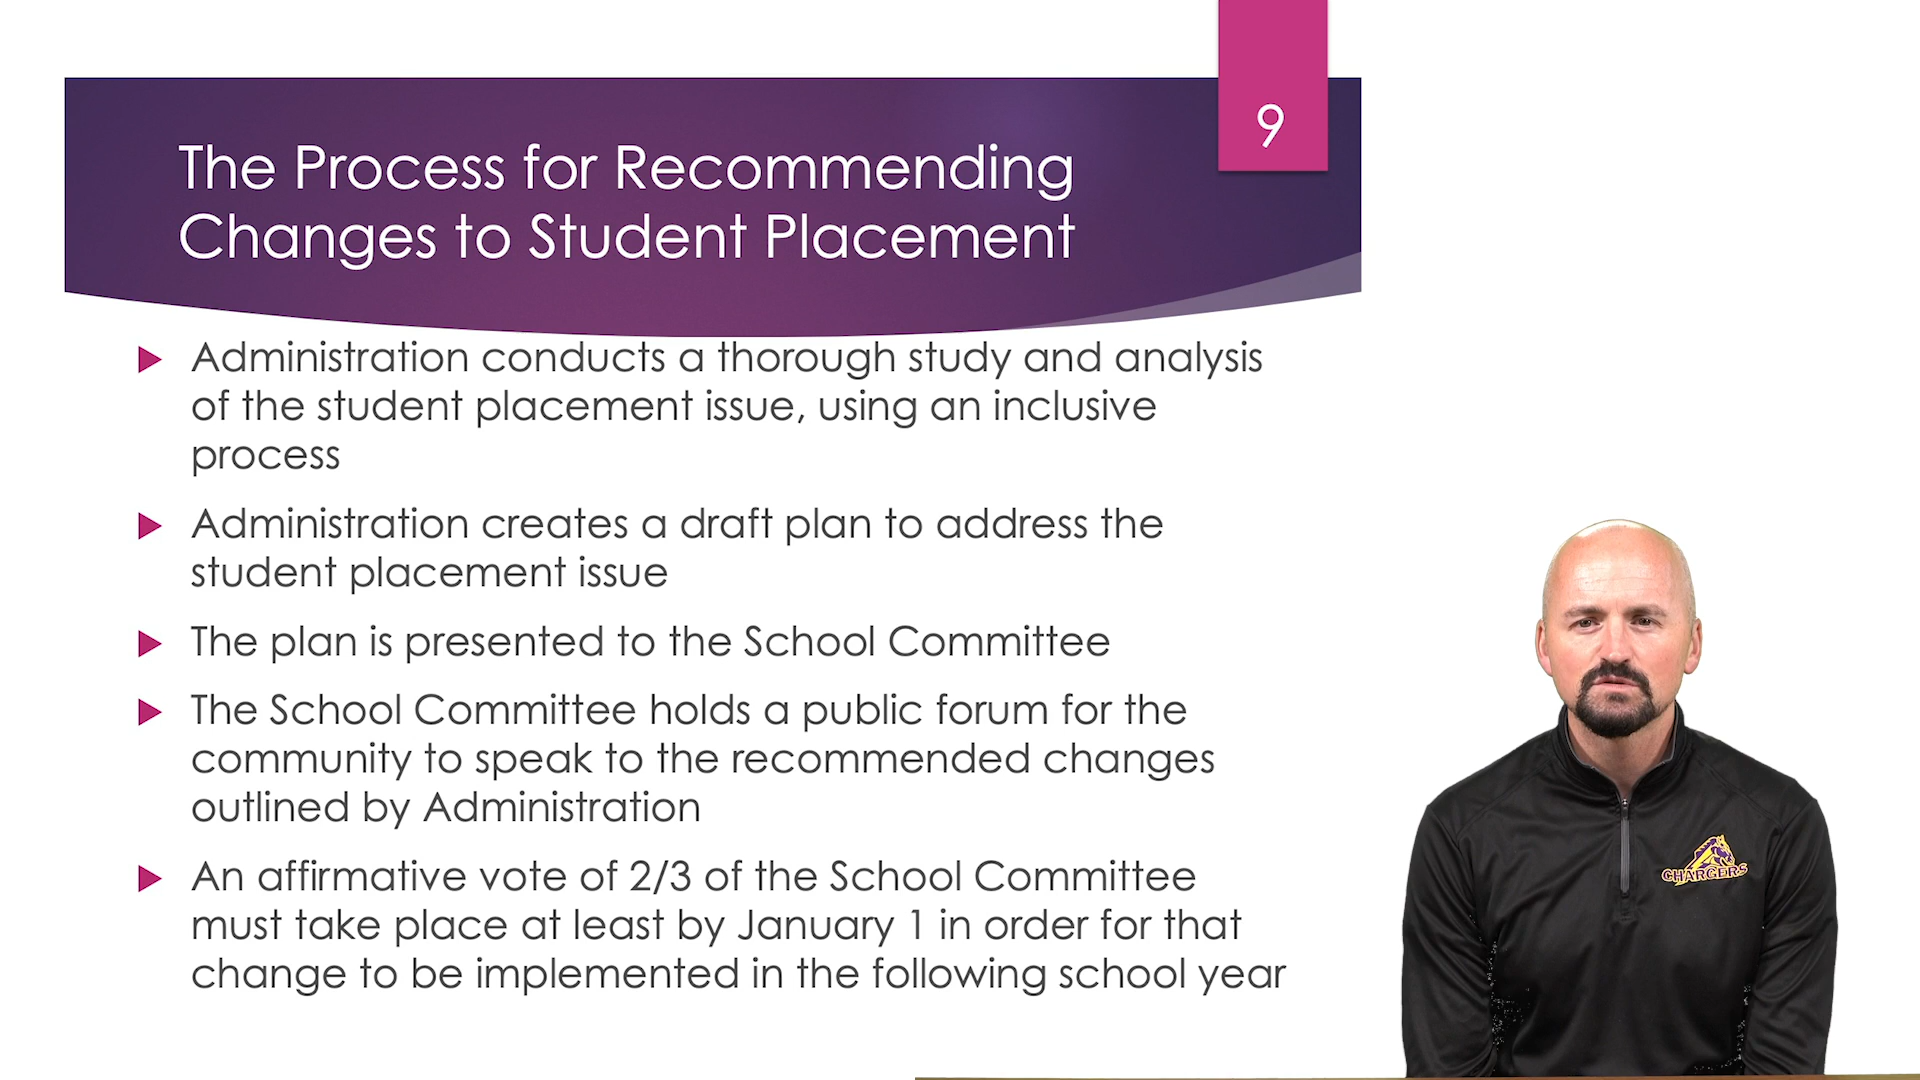 9
The Process for Recommending
Changes to Student Placement
Administration conducts a thorough study and analysis
of the student placement issue, using an inclusive
process
Administration creates a draft plan to address the
student placement issue
The plan is presented to the School Committee
The School Committee holds a public forum for the
community to speak to the recommended changes
outlined by Administration
An affirmative vote of 2/3 of the School Committee
must take place at least by January 1 in order for that
change to be implemented in the following school year
CHARGERS